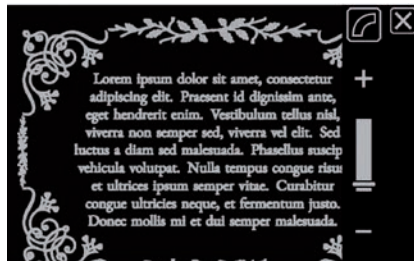 Lorem ipsum dolor sit amet, consectetur
adipiscing elit. Praesent id dignissim ante,
eget hendrerit enim. Vestibulum tellus nisl,
viverra non semper sed, viverra vel elit. Sed
luctus a diam sed malesuada. Phasellus suscip
vehicula volutpat. Nulla tempus congue risus
et ultrices ipsum semper vitae. Curabitur
congue ultricies neque, et fermentum justo.
Donec mollis mi et dui semper malesuada.